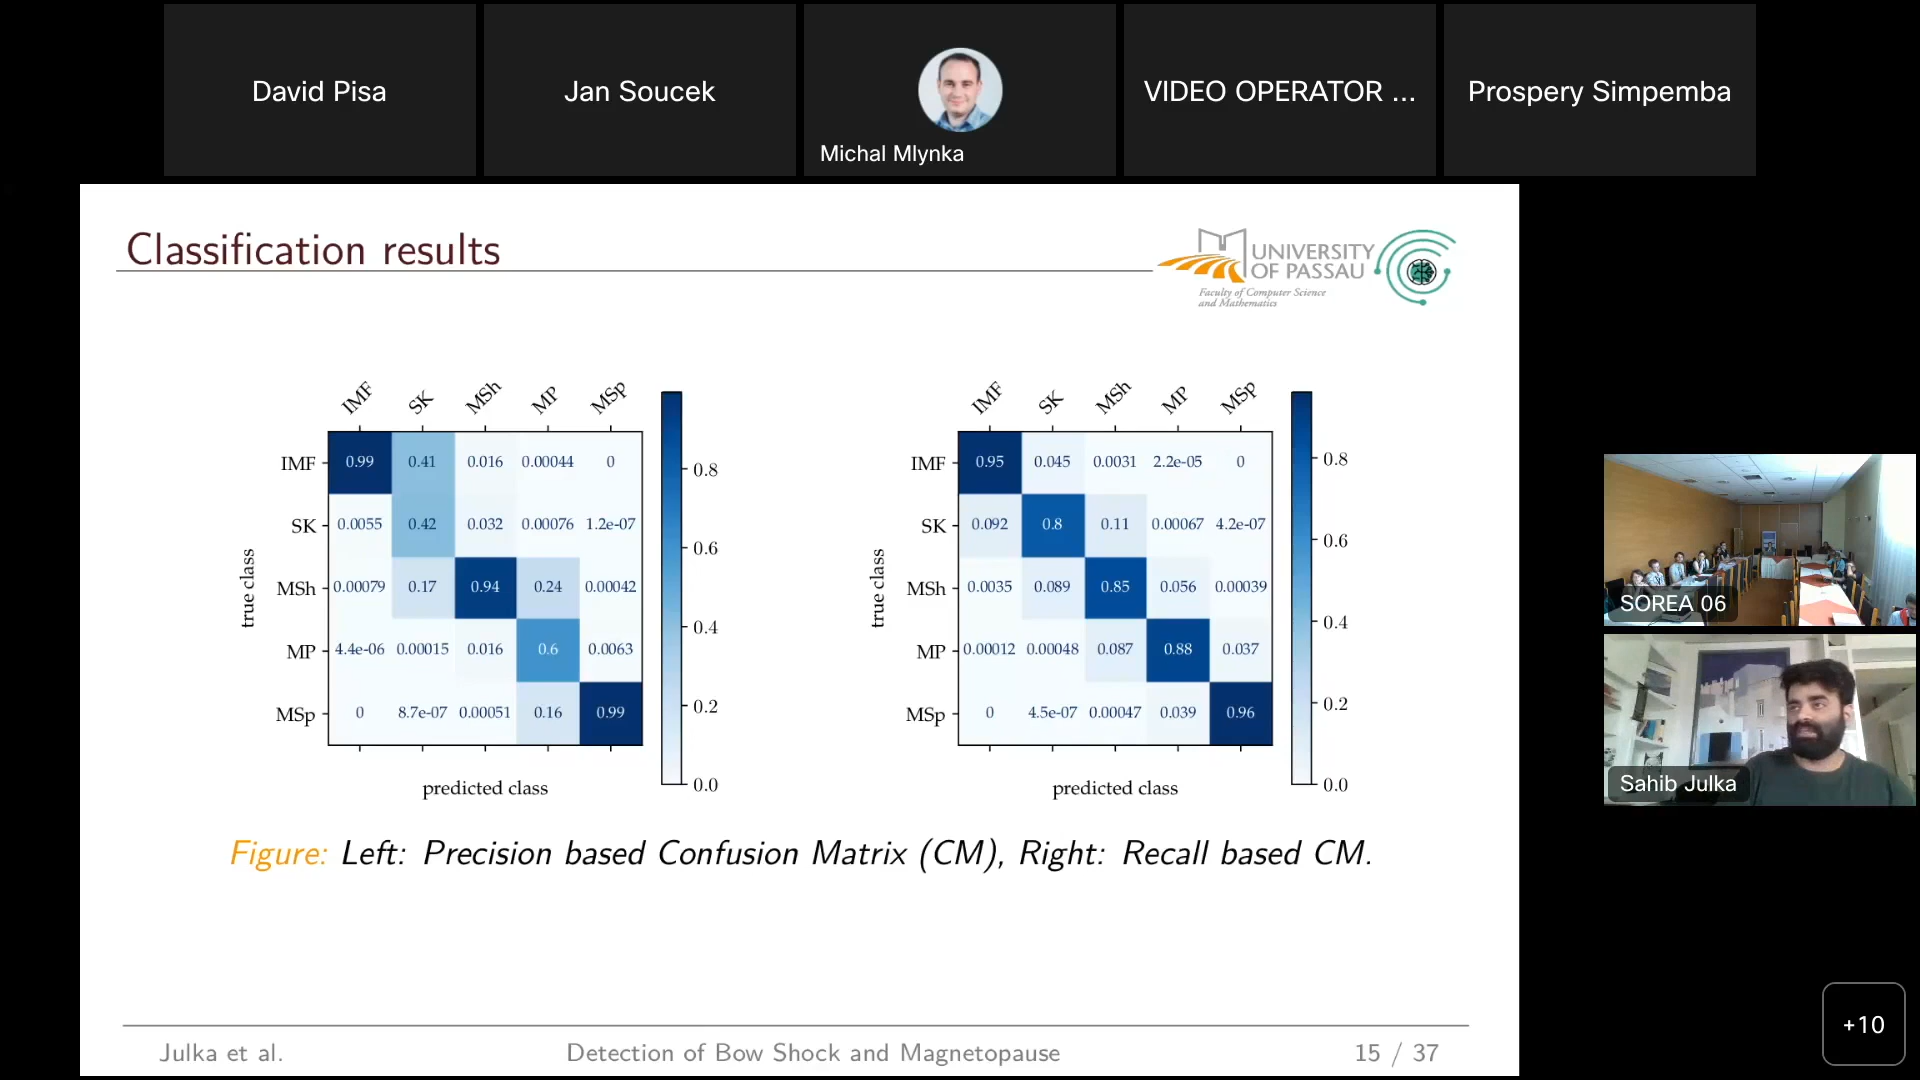 David Pisa
Jan Soucek
Michal Mlynka
VIDEO OPERATOR ...
Prospery Simpemba
Classification results
UNIVERSITY
OF PASSAU
Faculty of Computer Science
and Mathematics
IMF SK MSh MP MSp
IMF 0.99 0.41 0.016 0.00044 0
SK 0.0055 0.42 0.032 0.00076 1.2e-07
MSh 0.00079 0.17 0.94 0.24 0.00042
MP 4.4e-06 0.00015 0.016 0.6 0.0063
MSp 0 8.7e-07 0.00051 0.16 0.99
true class
predicted class
0.8
0.6
0.4
0.2
0.0
IMF SK MSh MP MSp
IMF 0.95 0.045 0.0031 2.2e-05 0
SK 0.092 0.8 0.11 0.00067 4.2e-07
MSh 0.0035 0.089 0.85 0.056 0.00039
MP 0.00012 0.00048 0.087 0.88 0.037
MSp 0 4.5e-07 0.00047 0.039 0.96
true class
predicted class
0.8
0.6
0.4
0.2
0.0
Figure: Left: Precision based Confusion Matrix (CM), Right: Recall based CM.
Julka et al.
Detection of Bow Shock and Magnetopause
15 / 37
SOREA 06
Sahib Julka
+10